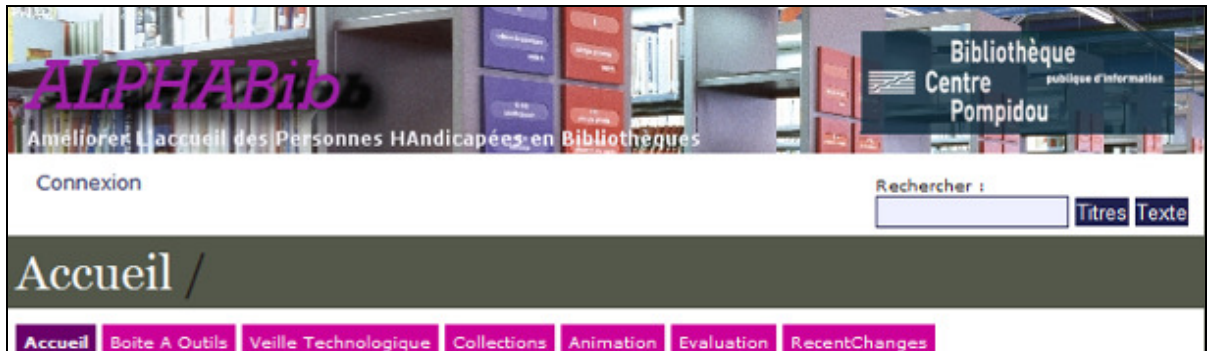 ALPHABib
Améliorer L'accueil des Personnes HAndicapées en Bibliothèques
Bibliothèque
publique d'information
Centre
Pompidou
Connexion
Rechercher :
Titres Texte
Accueil /
Accueil Boite A Outils Veille Technologique Collections Animation Evaluation RecentChanges